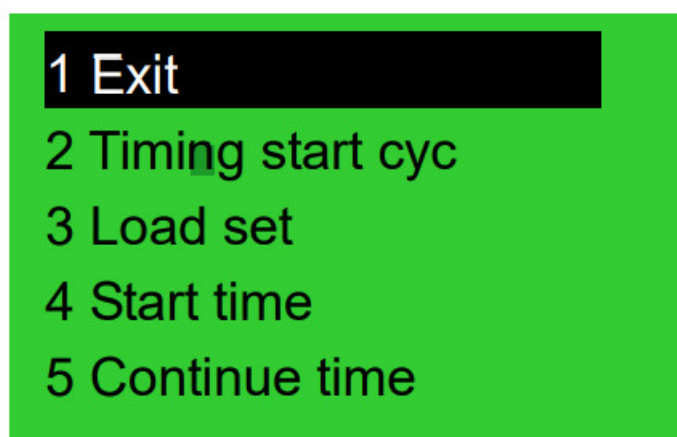 1 Exit
2 Timing start cyc
3 Load set
4 Start time
5 Continue time